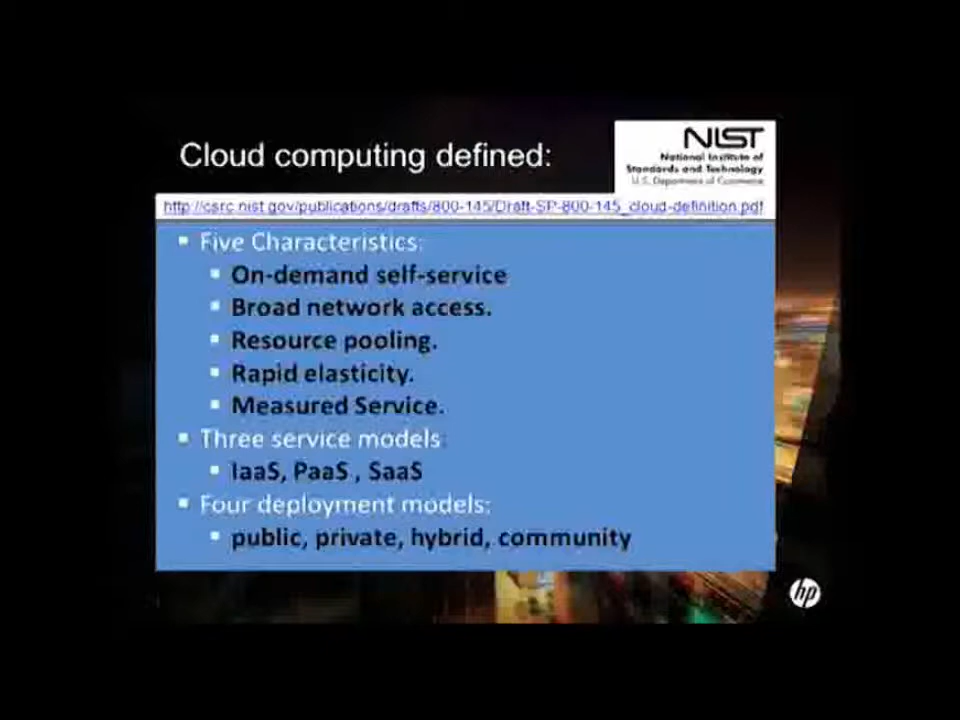 Cloud computing defined:
NIST
National Institute of
Standards and Technology
U.S. Department of Commerce
http://csrc.nist.gov/publications/drafts/800-145/Draft-SP-800-145_cloud-definition.pdf
Five Characteristics:
On-demand self-service
Broad network access.
Resource pooling.
Rapid elasticity.
Measured Service.
Three service models
IaaS, PaaS , SaaS
Four deployment models:
public, private, hybrid, community
hp